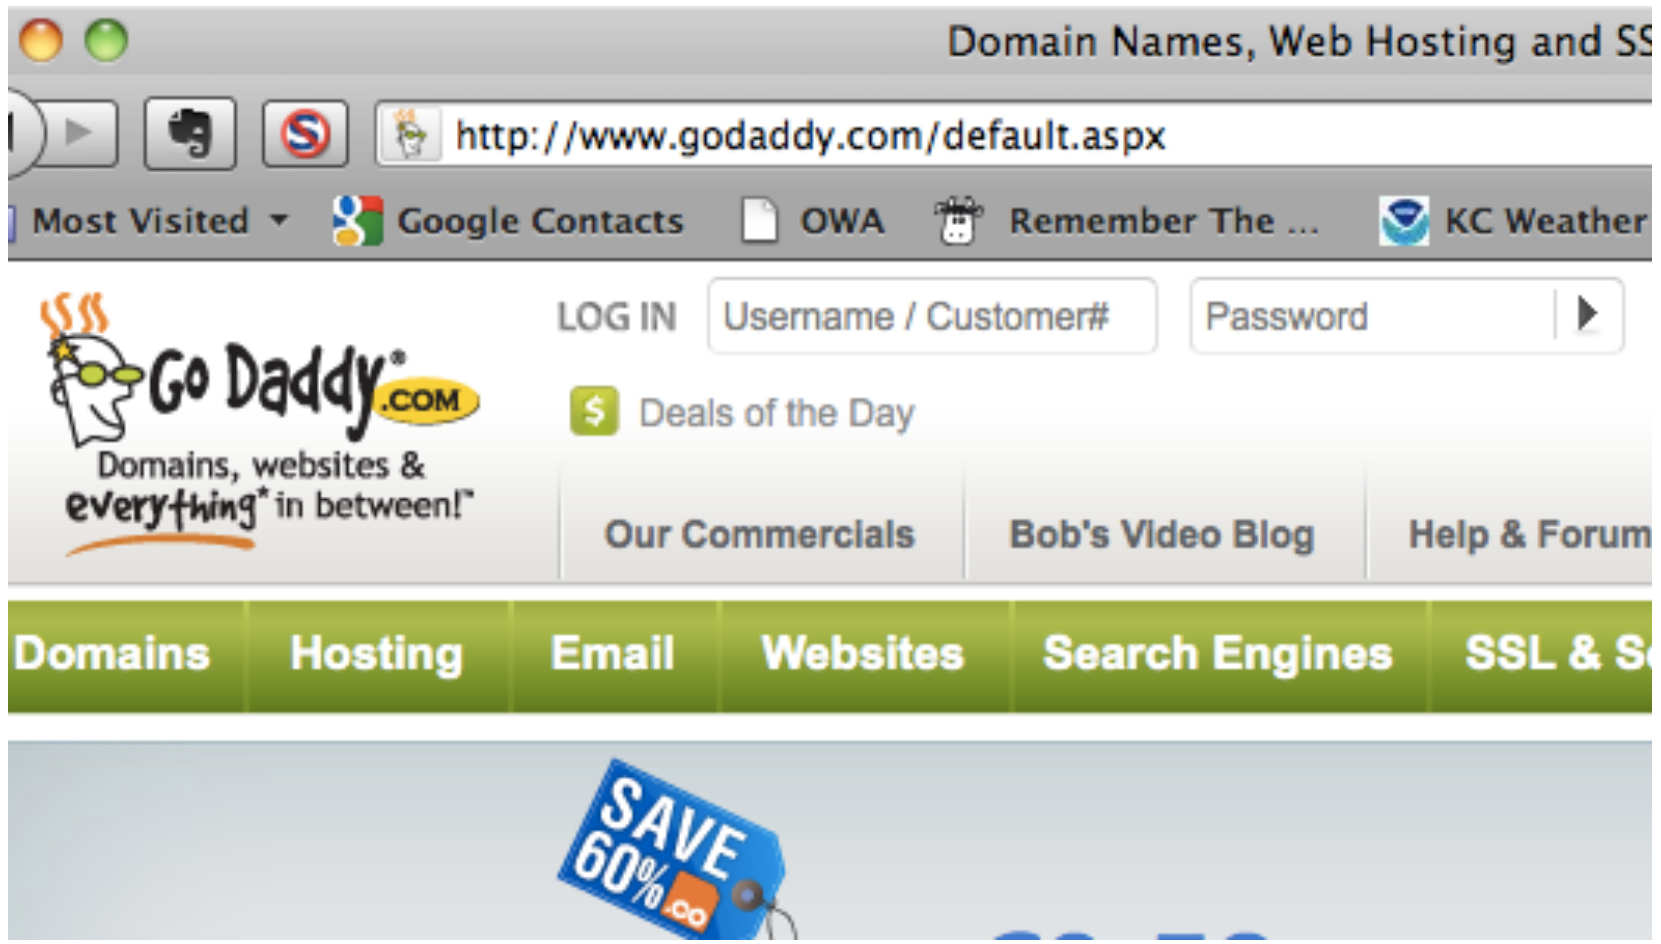 Domain Names, Web Hosting and SS
http://www.godaddy.com/default.aspx
Most Visited Google Contacts OWA Remember The ... KC Weather
LOG IN Username / Customer# Password
Go Daddy® .COM
$ Deals of the Day
Domains, websites &
everything* in between!™
Our Commercials Bob's Video Blog Help & Forum
Domains Hosting Email Websites Search Engines SSL & Se
SAVE
60% .co